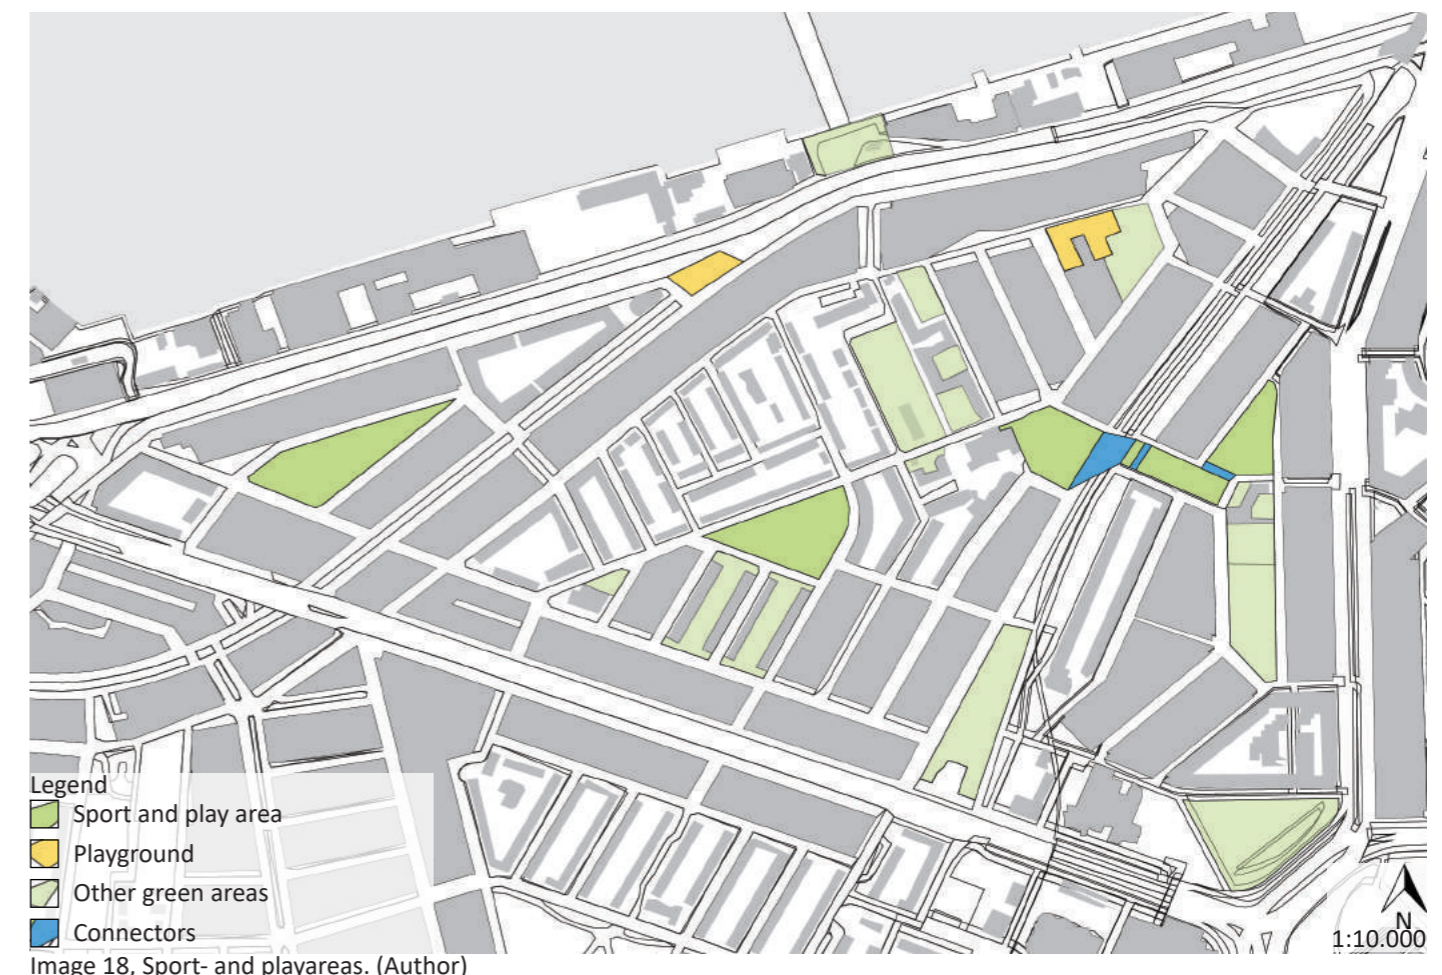 Legend
Sport and play area
Playground
Other green areas
Connectors
N
1:10.000
Image 18, Sport- and playareas. (Author)